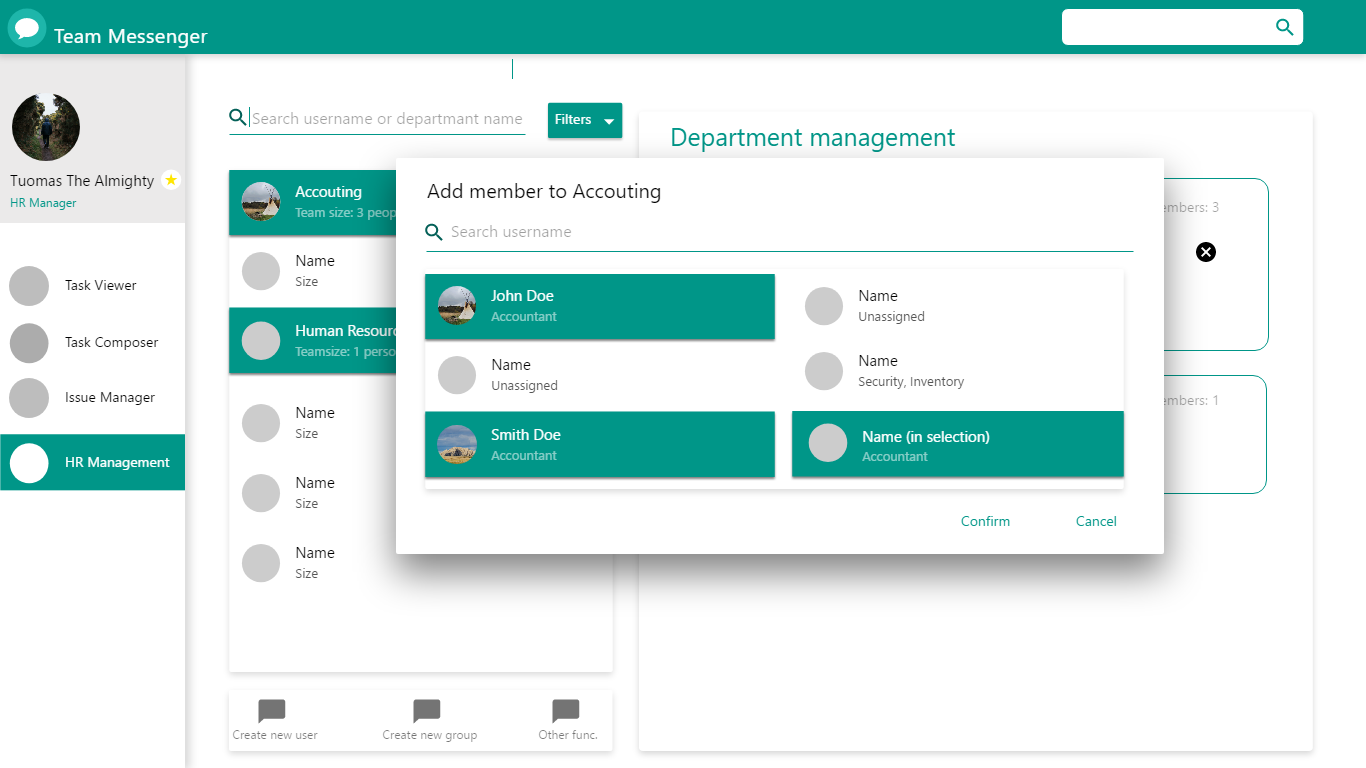 Team Messenger
Tuomas The Almighty
HR Manager
Task Viewer
Task Composer
Issue Manager
HR Management
Search username or departmant name
Filters
Accouting
Team size: 3 peop
Name
Size
Human Resourc
Teamsize: 1 perso
Name
Size
Name
Size
Name
Size
Create new user
Create new group
Other func.
Department management
embers: 3
embers: 1
Add member to Accouting
Search username
John Doe
Accountant
Name
Unassigned
Name
Unassigned
Name
Security, Inventory
Smith Doe
Accountant
Name (in selection)
Accountant
Confirm
Cancel